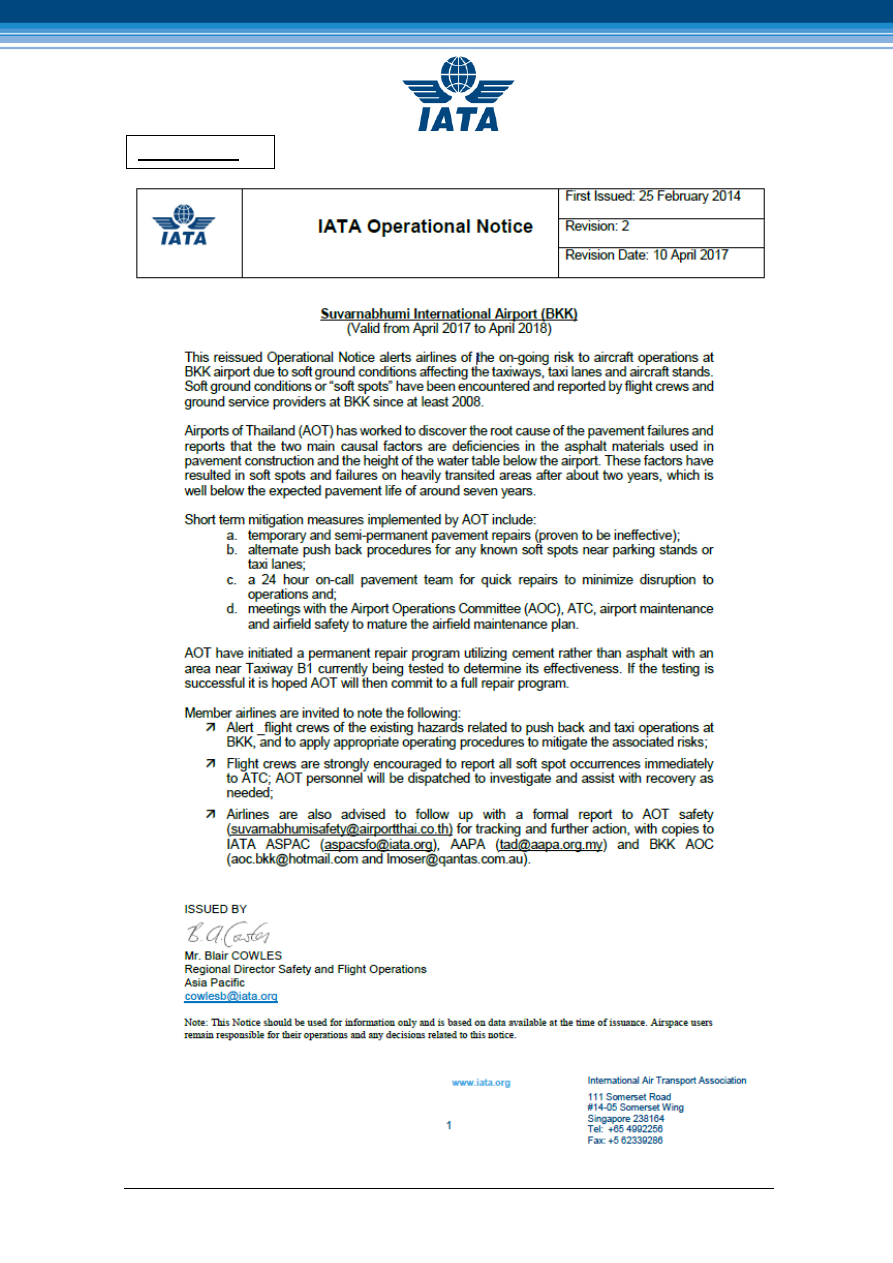 IATA
IATA
IATA Operational Notice
First Issued: 25 February 2014
Revision: 2
Revision Date: 10 April 2017
Suvarnabhumi International Airport (BKK)
(Valid from April 2017 to April 2018)
This reissued Operational Notice alerts airlines of the on-going risk to aircraft operations at
BKK airport due to soft ground conditions affecting the taxiways, taxi lanes and aircraft stands.
Soft ground conditions or “soft spots” have been encountered and reported by flight crews and
ground service providers at BKK since at least 2008.
Airports of Thailand (AOT) has worked to discover the root cause of the pavement failures and
reports that the two main causal factors are deficiencies in the asphalt materials used in
pavement construction and the height of the water table below the airport. These factors have
resulted in soft spots and failures on heavily transited areas after about two years, which is
well below the expected pavement life of around seven years.
Short term mitigation measures implemented by AOT include:
a. temporary and semi-permanent pavement repairs (proven to be ineffective);
b. alternate push back procedures for any known soft spots near parking stands or
taxi lanes;
c. a 24 hour on-call pavement team for quick repairs to minimize disruption to
operations and;
d. meetings with the Airport Operations Committee (AOC), ATC, airport maintenance
and airfield safety to mature the airfield maintenance plan.
AOT have initiated a permanent repair program utilizing cement rather than asphalt with an
area near Taxiway B1 currently being tested to determine its effectiveness. If the testing is
successful it is hoped AOT will then commit to a full repair program.
Member airlines are invited to note the following:
Alert _flight crews of the existing hazards related to push back and taxi operations at
BKK, and to apply appropriate operating procedures to mitigate the associated risks;
Flight crews are strongly encouraged to report all soft spot occurrences immediately
to ATC; AOT personnel will be dispatched to investigate and assist with recovery as
needed;
Airlines are also advised to follow up with a formal report to AOT safety
(suvarnabhumisafety@airportthai.co.th) for tracking and further action, with copies to
IATA ASPAC (aspacsfo@iata.org), AAPA (tad@aapa.org.my) and BKK AOC
(aoc.bkk@hotmail.com and lmoser@qantas.com.au).
ISSUED BY
Mr. Blair COWLES
Regional Director Safety and Flight Operations
Asia Pacific
cowlesb@iata.org
Note: This Notice should be used for information only and is based on data available at the time of issuance. Airspace users
remain responsible for their operations and any decisions related to this notice.
www.iata.org
1
International Air Transport Association
111 Somerset Road
#14-05 Somerset Wing
Singapore 238164
Tel: +65 4992256
Fax: +5 62339286